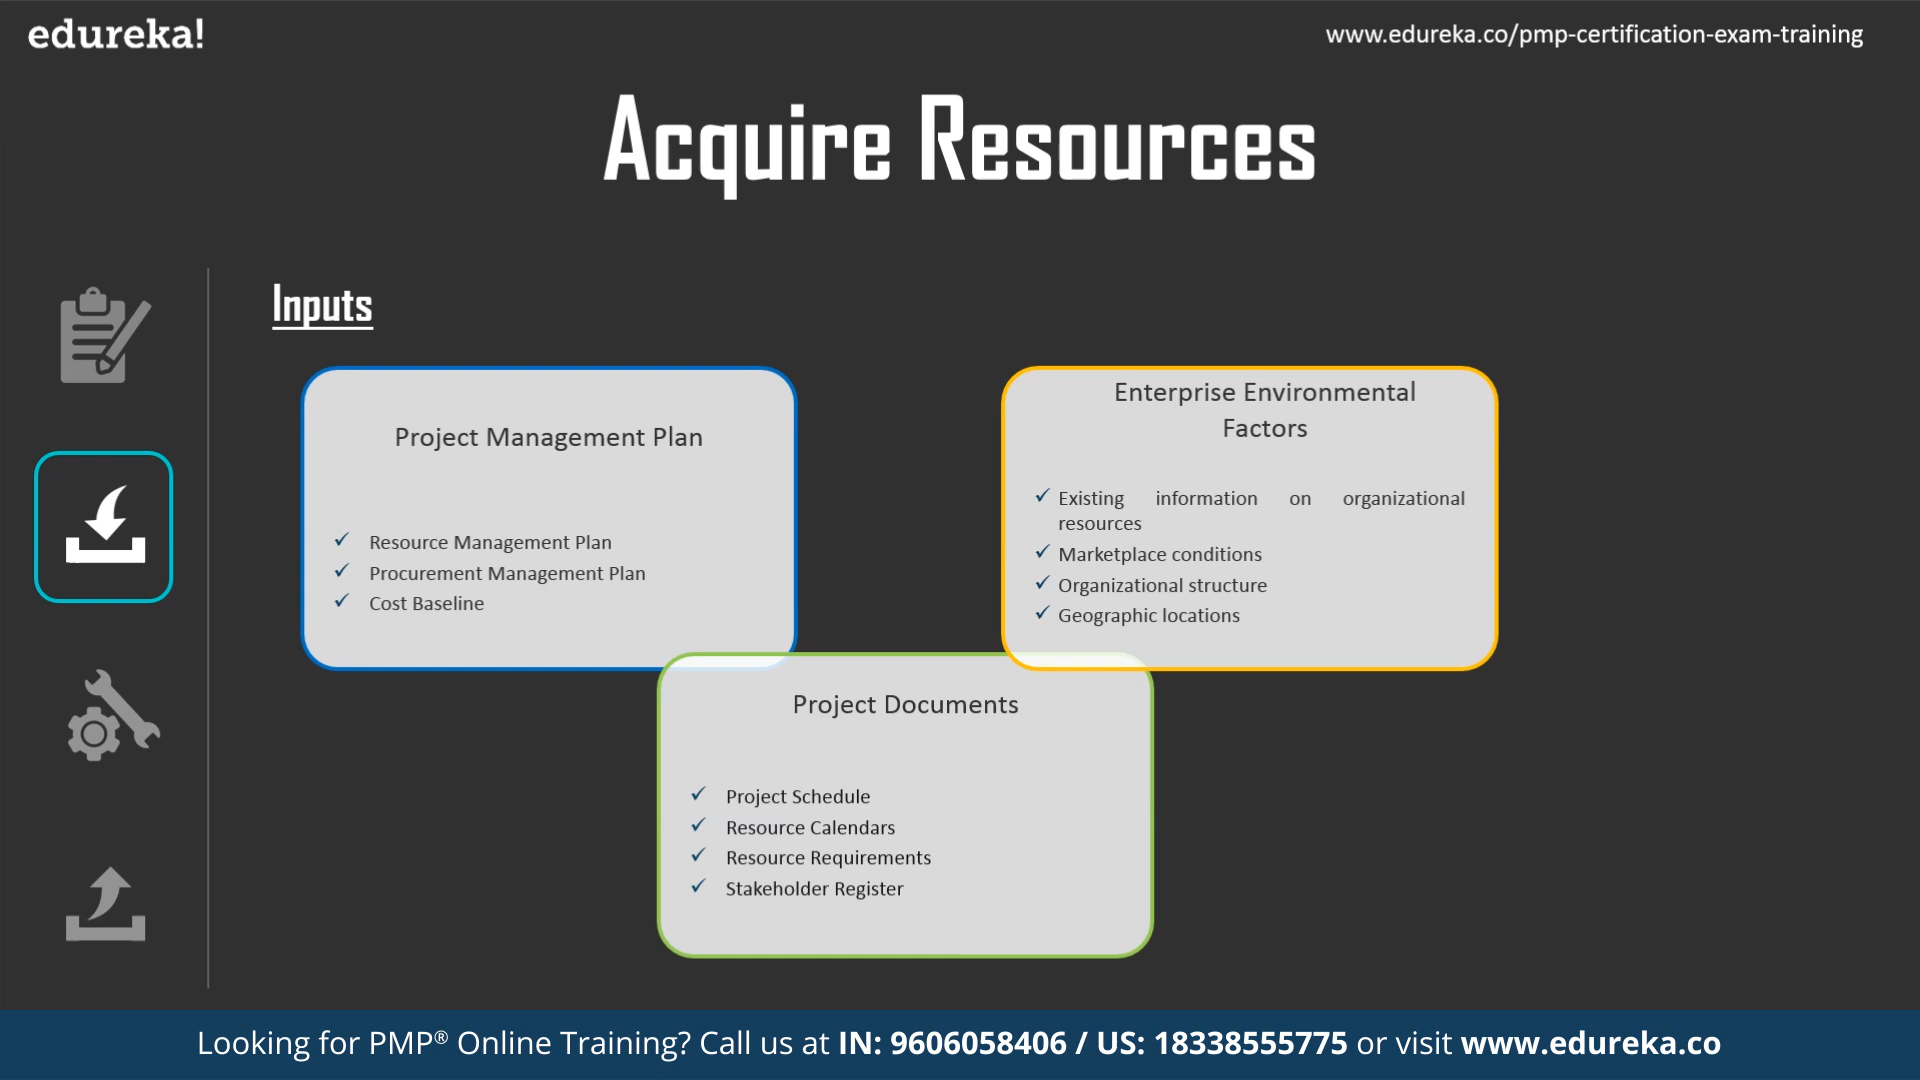 edureka!
www.edureka.co/pmp-certification-exam-training
Acquire Resources
Inputs
Project Management Plan
Resource Management Plan
Procurement Management Plan
Cost Baseline
Enterprise Environmental
Factors
Existing information on organizational
resources
Marketplace conditions
Organizational structure
Geographic locations
Project Documents
Project Schedule
Resource Calendars
Resource Requirements
Stakeholder Register
Looking for PMP® Online Training? Call us at IN: 9606058406 / US: 18338555775 or visit www.edureka.co